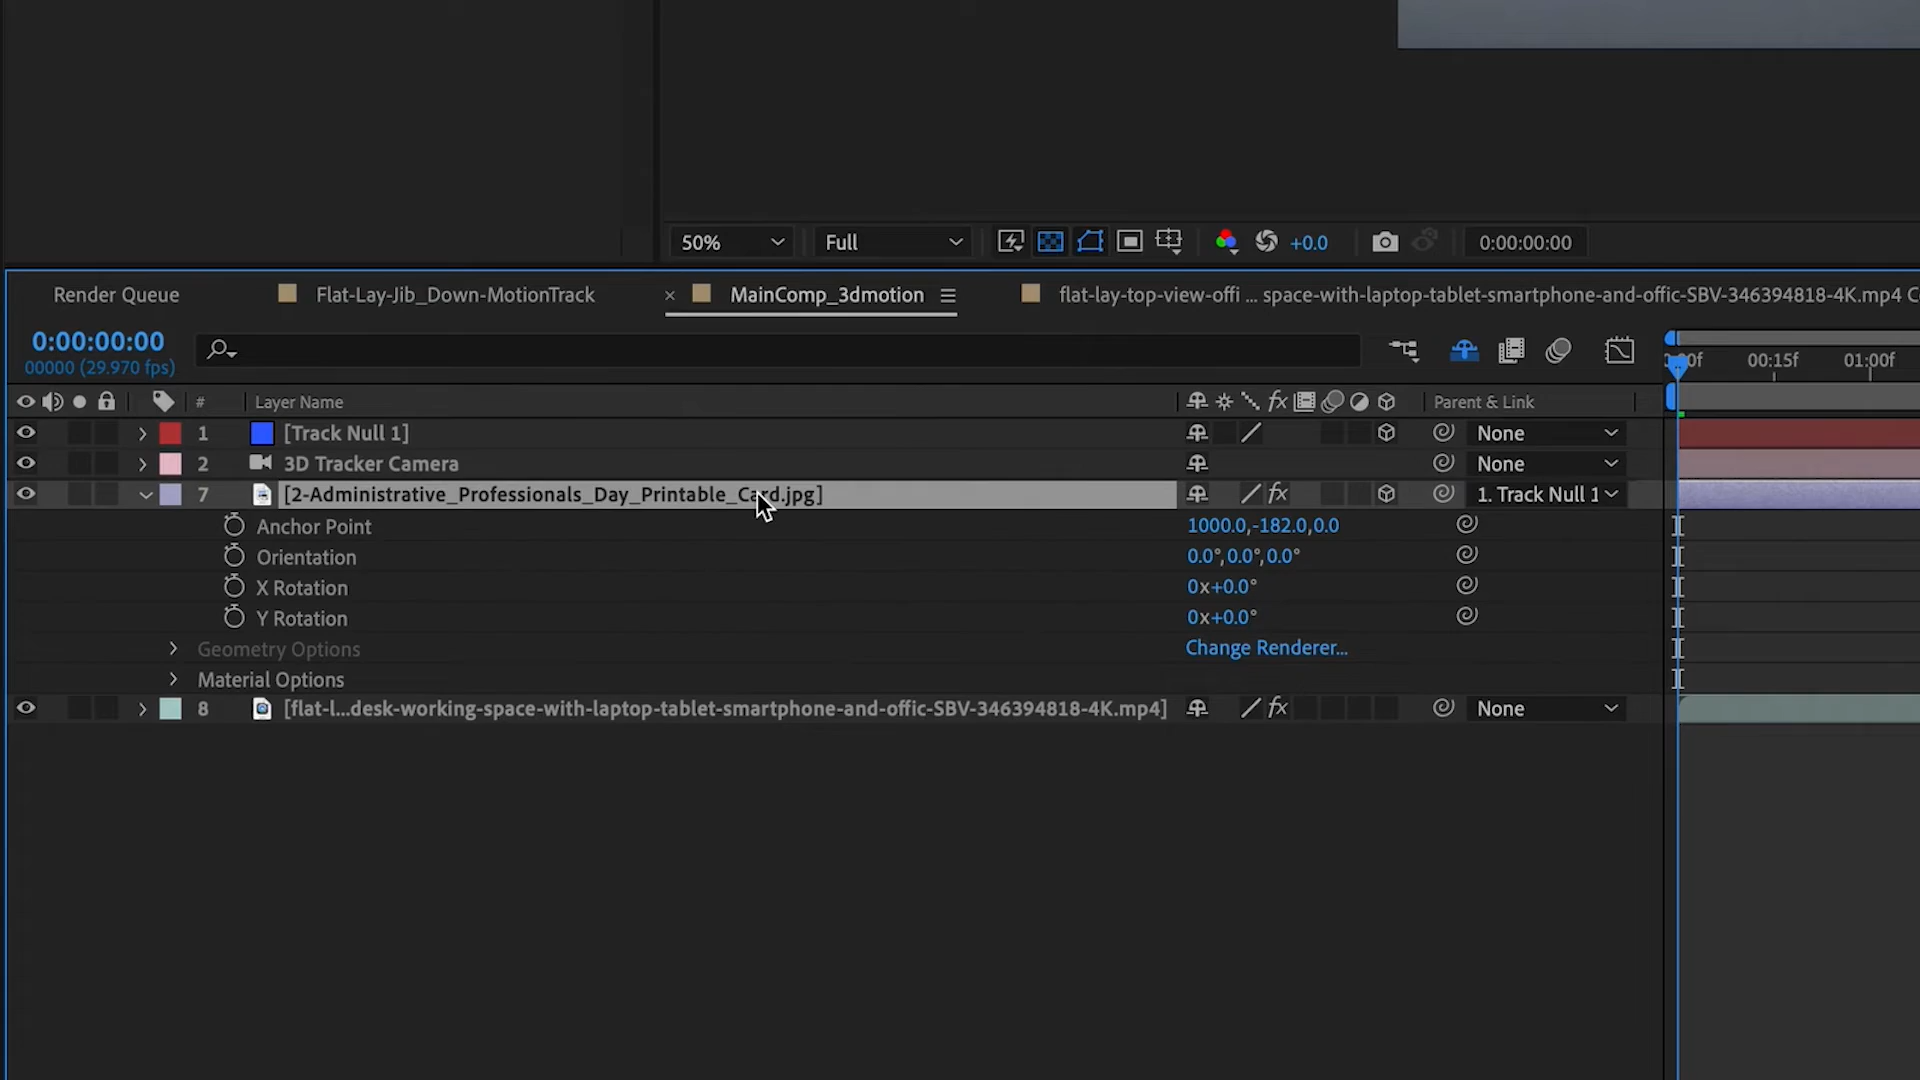 50%
Full
+0.0
0:00:00:00
Render Queue
Flat-Lay-Jib_Down-MotionTrack
× MainComp_3dmotion
flat-lay-top-view-offi ... space-with-laptop-tablet-smartphone-and-offic-SBV-346394818-4K.mp4 C
0:00:00:00
00000 (29.970 fps)
00:15f
01:00f
# Layer Name
fx
Parent & Link
1 [Track Null 1] None
2 3D Tracker Camera None
7 [2-Administrative_Professionals_Day_Printable_Card.jpg] fx 1. Track Null 1
Anchor Point 1000.0,-182.0,0.0
Orientation 0.0°,0.0°,0.0°
X Rotation 0x+0.0°
Y Rotation 0x+0.0°
Geometry Options Change Renderer...
Material Options
8 [flat-l...desk-working-space-with-laptop-tablet-smartphone-and-offic-SBV-346394818-4K.mp4] fx None